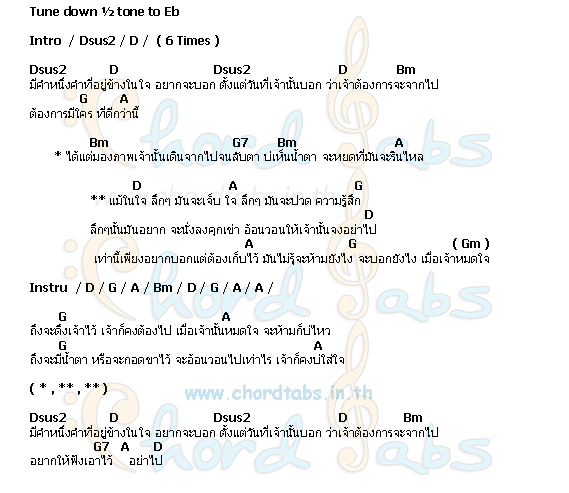 Tune down ½ tone to Eb
Intro / Dsus2 / D / ( 6 Times )
Dsus2 D Dsus2 D Bm
มีคำหนึ่งคำที่อยู่ข้างในใจ อยากจะบอก ตั้งแต่วันที่เจ้านั้นบอก ว่าเจ้าต้องการจะจากไป
G A
ต้องการมีใคร ที่ดีกว่านี้
Bm G7 Bm A
* ได้แต่มองภาพเจ้านั้นเดินจากไปจนลับตา บ่เห็นน้ำตา จะหยดที่มันจะรินไหล
D A G
** แม้ในใจ ลึกๆ มันจะเจ็บ ใจ ลึกๆ มันจะปวด ความรู้สึก
D
ลึกๆนั้นมันอยาก จะนั่งลงคุกเข่า อ้อนวอนให้เจ้านั้นจงอย่าไป
A G ( Gm )
เท่านี้เพียงอยากบอกแต่ต้องเก็บไว้ มันไม่รู้จะห้ามยังไง จะบอกยังไง เมื่อเจ้าหมดใจ
Instru / D / G / A / Bm / D / G / A / A /
G A
ถึงจะดึงเจ้าไว้ เจ้าก็คงต้องไป เมื่อเจ้านั้นหมดใจ จะห้ามก็บ่ไหว
G A
ถึงจะมีน้ำตา หรือจะกอดขาไว้ จะอ้อนวอนไปเท่าไร เจ้าก็คงบ่ใส่ใจ
( * , ** , ** )
www.chordtabs.in.th
Dsus2 D Dsus2 D Bm
มีคำหนึ่งคำที่อยู่ข้างในใจ อยากจะบอก ตั้งแต่วันที่เจ้านั้นบอก ว่าเจ้าต้องการจะจากไป
G7 A D
อยากให้ฟังเอาไว้ อย่าไป
Chord Tabs